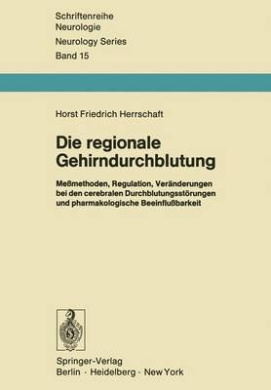 Schriftenreihe
Neurologie
Neurology Series
Band 15
Horst Friedrich Herrschaft
Die regionale
Gehirndurchblutung
Meßmethoden, Regulation, Veränderungen
bei den cerebralen Durchblutungsstörungen
und pharmakologische Beeinflußbarkeit
Springer-Verlag
Berlin · Heidelberg · New York